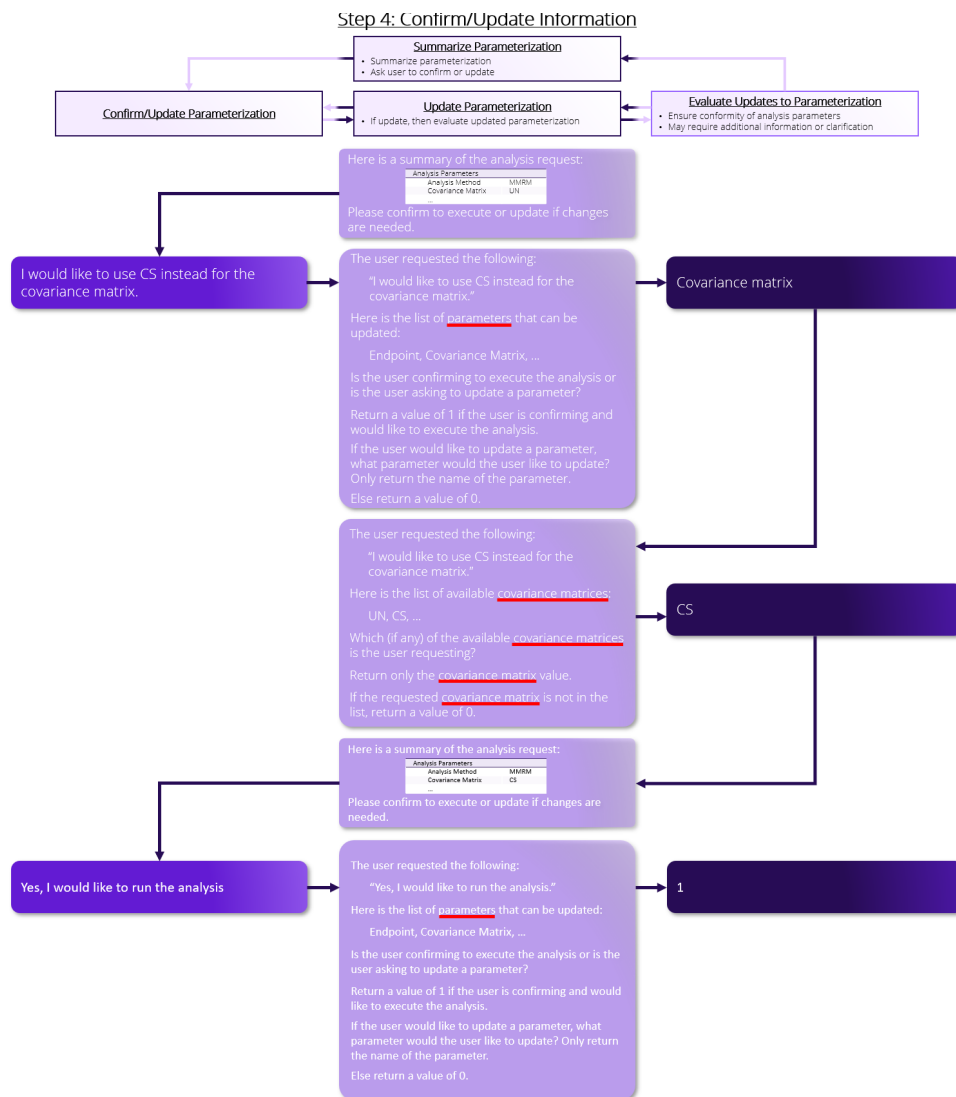 Step 4: Confirm/Update Information
Summarize Parameterization
• Summarize parameterization
• Ask user to confirm or update
Confirm/Update Parameterization
Update Parameterization
• If update, then evaluate updated parameterization
Evaluate Updates to Parameterization
• Ensure conformity of analysis parameters
• May require additional information or clarification
Here is a summary of the analysis request:
Analysis Parameters
Analysis Method MMRM
Covariance Matrix UN
...
Please confirm to execute or update if changes
are needed.
I would like to use CS instead for the
covariance matrix.
The user requested the following:
“I would like to use CS instead for the
covariance matrix.”
Here is the list of parameters that can be
updated:
Endpoint, Covariance Matrix, ...
Is the user confirming to execute the analysis or
is the user asking to update a parameter?
Return a value of 1 if the user is confirming and
would like to execute the analysis.
If the user would like to update a parameter,
what parameter would the user like to update?
Only return the name of the parameter.
Else return a value of 0.
Covariance matrix
The user requested the following:
“I would like to use CS instead for the
covariance matrix.”
Here is the list of available covariance matrices:
UN, CS, ...
Which (if any) of the available covariance matrices
is the user requesting?
Return only the covariance matrix value.
If the requested covariance matrix is not in the
list, return a value of 0.
CS
Here is a summary of the analysis request:
Analysis Parameters
Analysis Method MMRM
Covariance Matrix CS
...
Please confirm to execute or update if changes are
needed.
Yes, I would like to run the analysis
The user requested the following:
“Yes, I would like to run the analysis.”
Here is the list of parameters that can be updated:
Endpoint, Covariance Matrix, ...
Is the user confirming to execute the analysis or is the
user asking to update a parameter?
Return a value of 1 if the user is confirming and would
like to execute the analysis.
If the user would like to update a parameter, what
parameter would the user like to update? Only return
the name of the parameter.
Else return a value of 0.
1